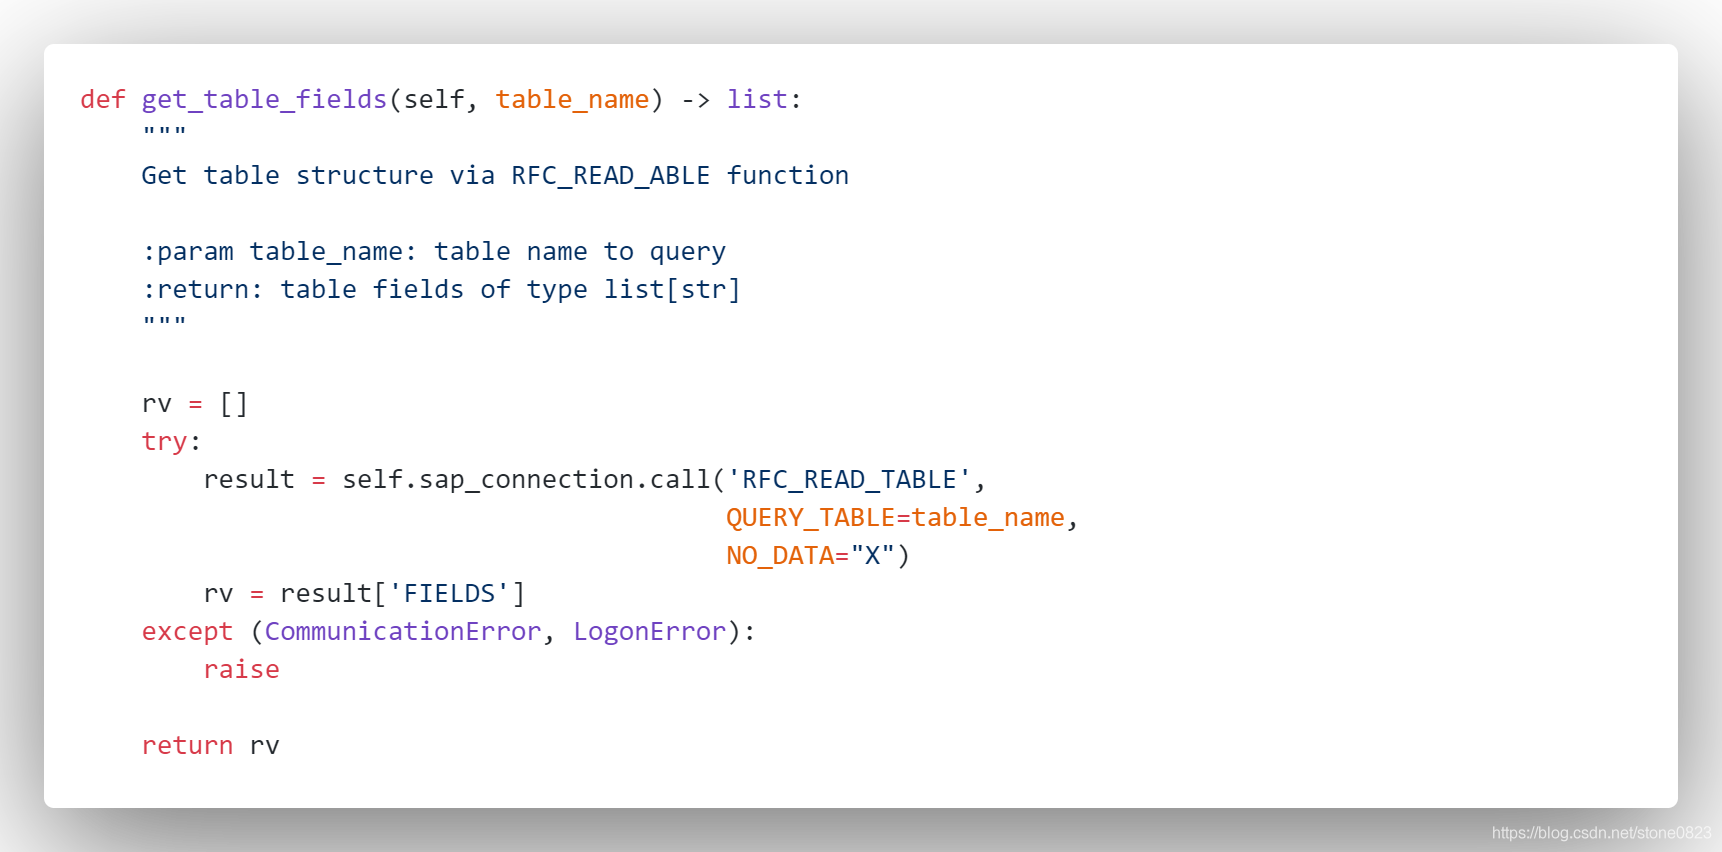 def get_table_fields(self, table_name) -> list:
    """
    Get table structure via RFC_READ_ABLE function

    :param table_name: table name to query
    :return: table fields of type list[str]
    """

    rv = []
    try:
        result = self.sap_connection.call('RFC_READ_TABLE',
                                          QUERY_TABLE=table_name,
                                          NO_DATA="X")
        rv = result['FIELDS']
    except (CommunicationError, LogonError):
        raise

    return rv
https://blog.csdn.net/stone0823